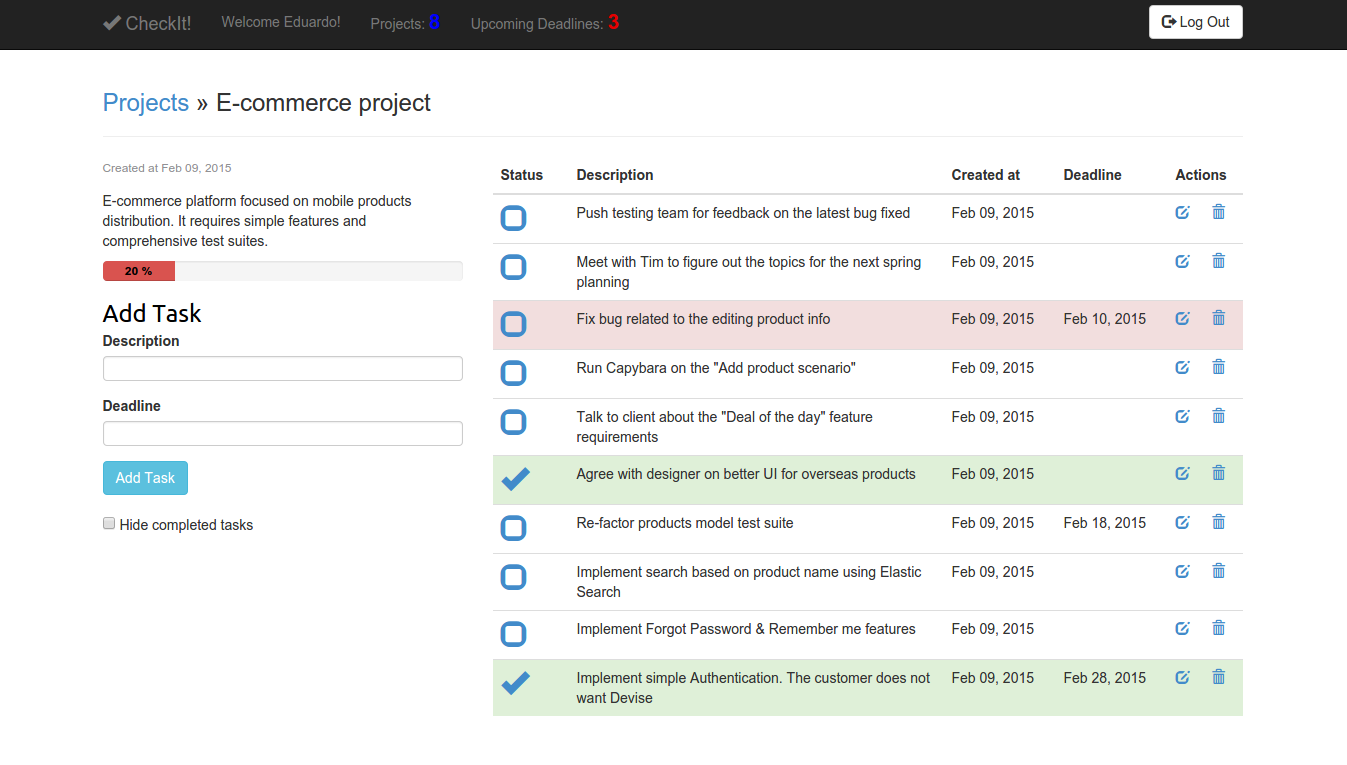 CheckIt! Welcome Eduardo! Projects: 8 Upcoming Deadlines: 3 Log Out
Projects » E-commerce project
Created at Feb 09, 2015
E-commerce platform focused on mobile products
distribution. It requires simple features and
comprehensive test suites.
20 %
Add Task
Description
Deadline
Add Task
Hide completed tasks
Status Description Created at Deadline Actions
Push testing team for feedback on the latest bug fixed Feb 09, 2015
Meet with Tim to figure out the topics for the next spring Feb 09, 2015
planning
Fix bug related to the editing product info Feb 09, 2015 Feb 10, 2015
Run Capybara on the "Add product scenario" Feb 09, 2015
Talk to client about the "Deal of the day" feature Feb 09, 2015
requirements
Agree with designer on better UI for overseas products Feb 09, 2015
Re-factor products model test suite Feb 09, 2015 Feb 18, 2015
Implement search based on product name using Elastic Feb 09, 2015
Search
Implement Forgot Password & Remember me features Feb 09, 2015
Implement simple Authentication. The customer does not Feb 09, 2015 Feb 28, 2015
want Devise